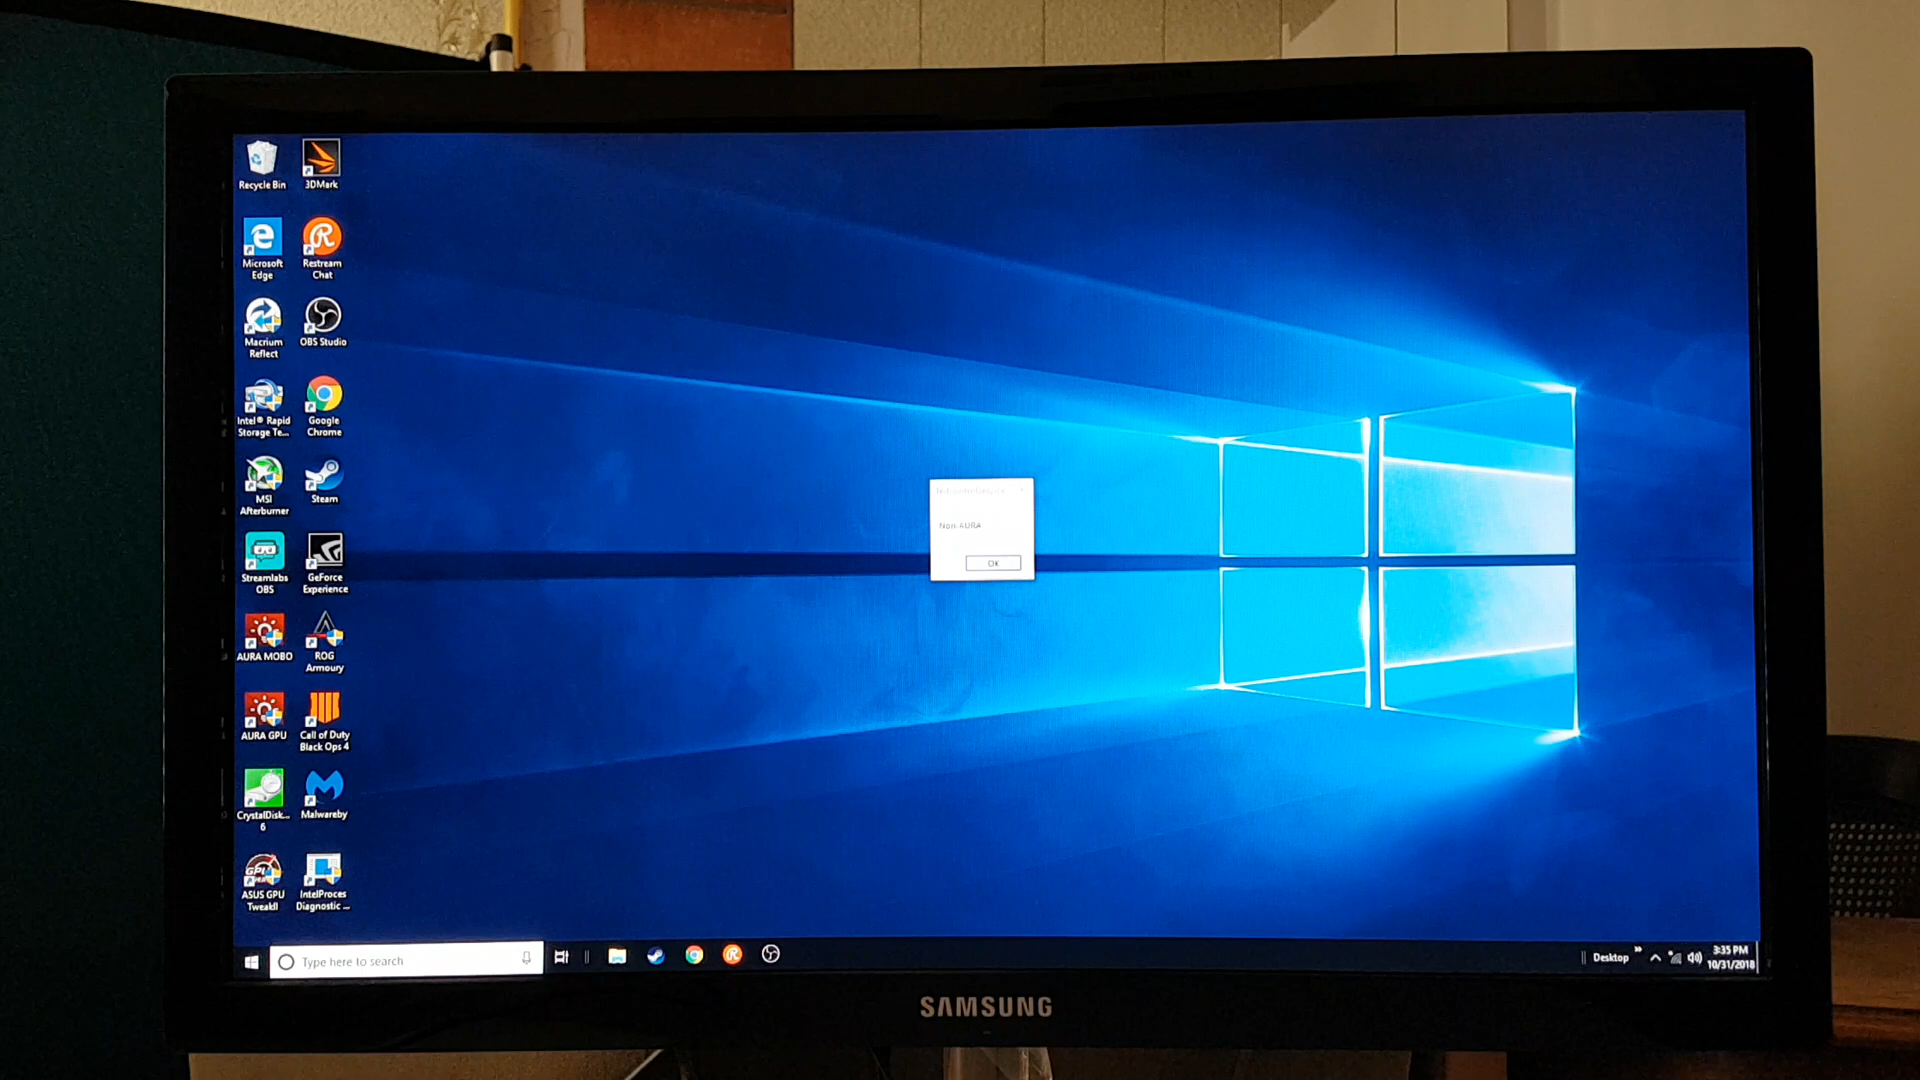 Recycle Bin
3DMark
Microsoft
Edge
Restream
Chat
Macrium
Reflect
OBS Studio
Intel® Rapid
Storage Te...
Google
Chrome
MSI
Afterburner
Steam
Streamlabs
OBS
GeForce
Experience
AURA MOBO
ROG
Armoury
AURA GPU
Call of Duty
Black Ops 4
CrystalDisk...
6
Malwareby
ASUS GPU
TweakII
IntelProces
Diagnostic ...
Non-AURA
OK
Type here to search
Desktop
3:35 PM
10/31/2018
SAMSUNG